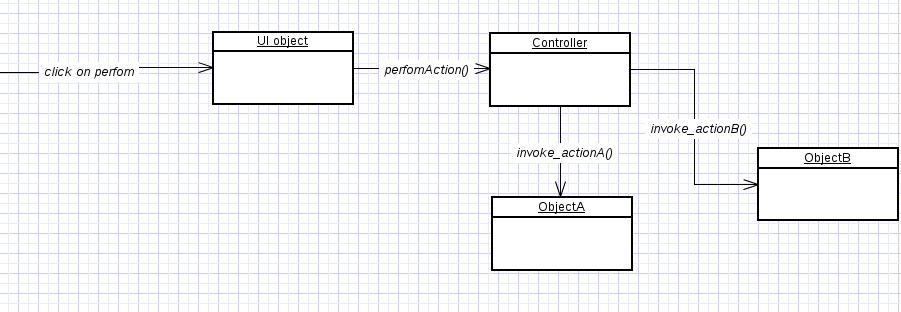 UI object
Controller
click on perfom
perfomAction()
invoke_actionB()
invoke_actionA()
ObjectB
ObjectA